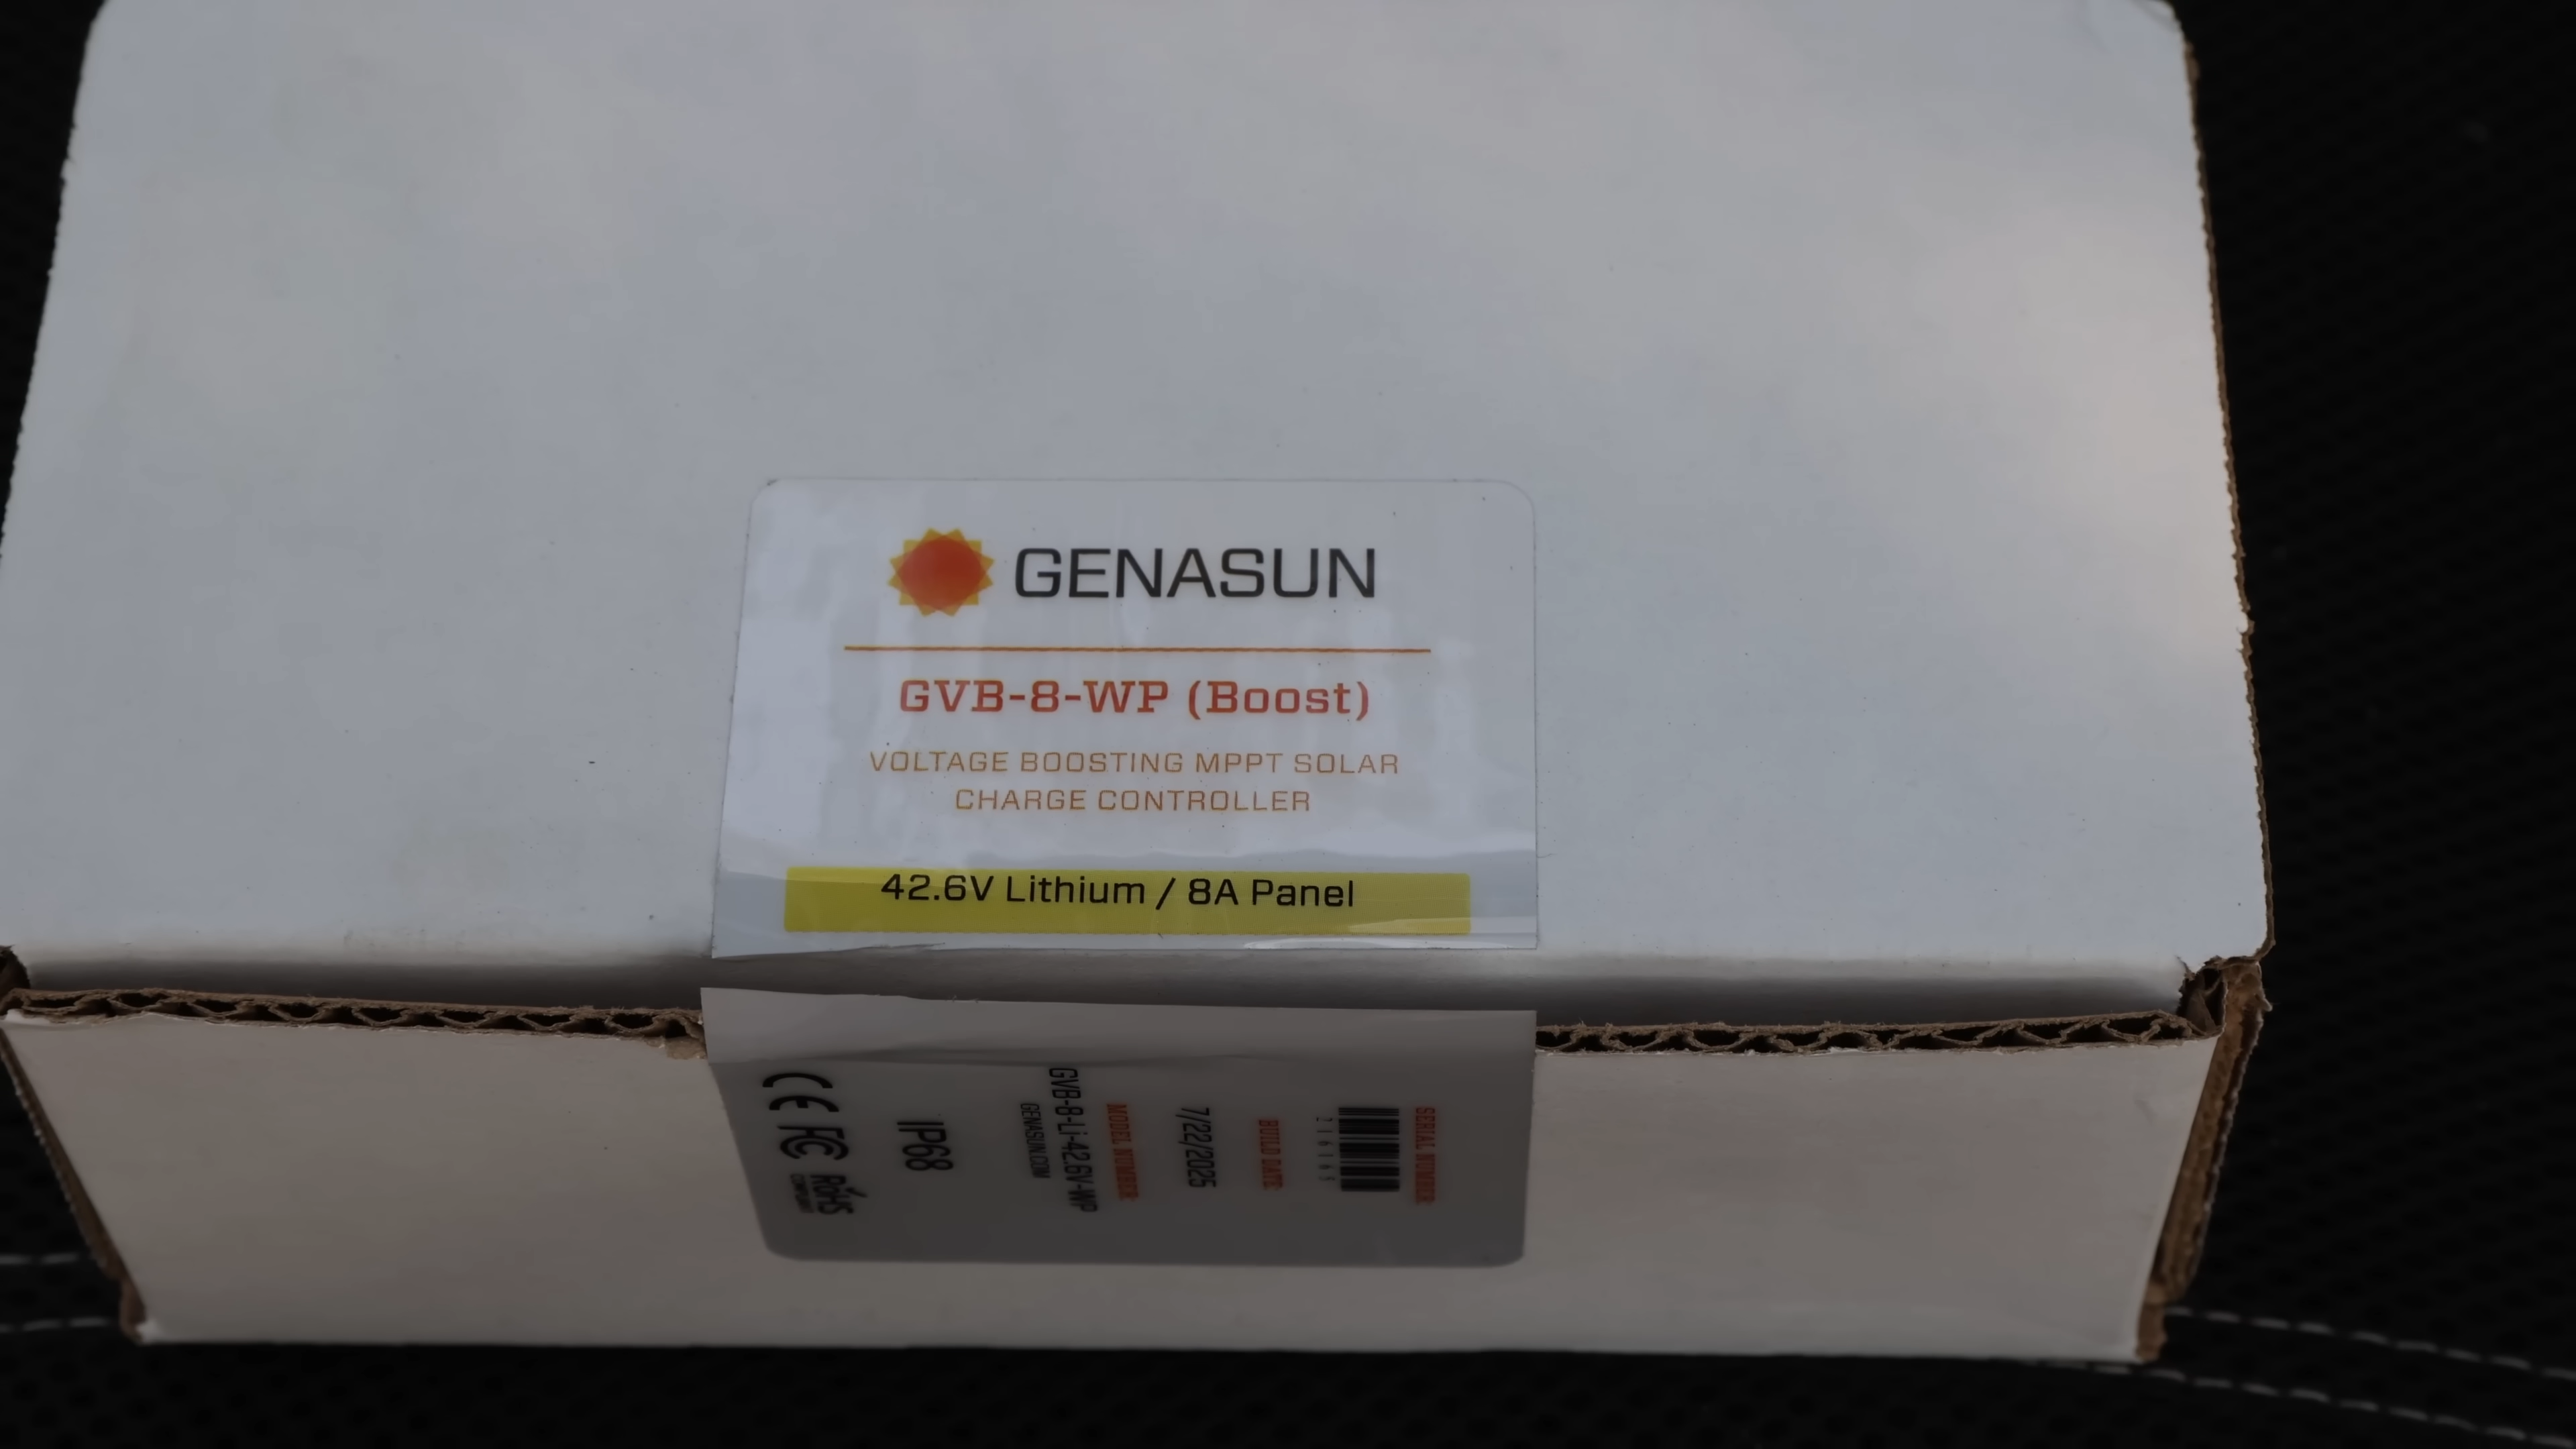 GENASUN
GVB-8-WP (Boost)
VOLTAGE BOOSTING MPPT SOLAR
CHARGE CONTROLLER
42.6V Lithium / 8A Panel
SERIAL NUMBER:
BUILD DATE:
7/22/2025
MODEL NUMBER:
GVB-8-Li-42.6V-WP
GENASUN.COM
IP68
CE FC RoHS
COMPLIANT